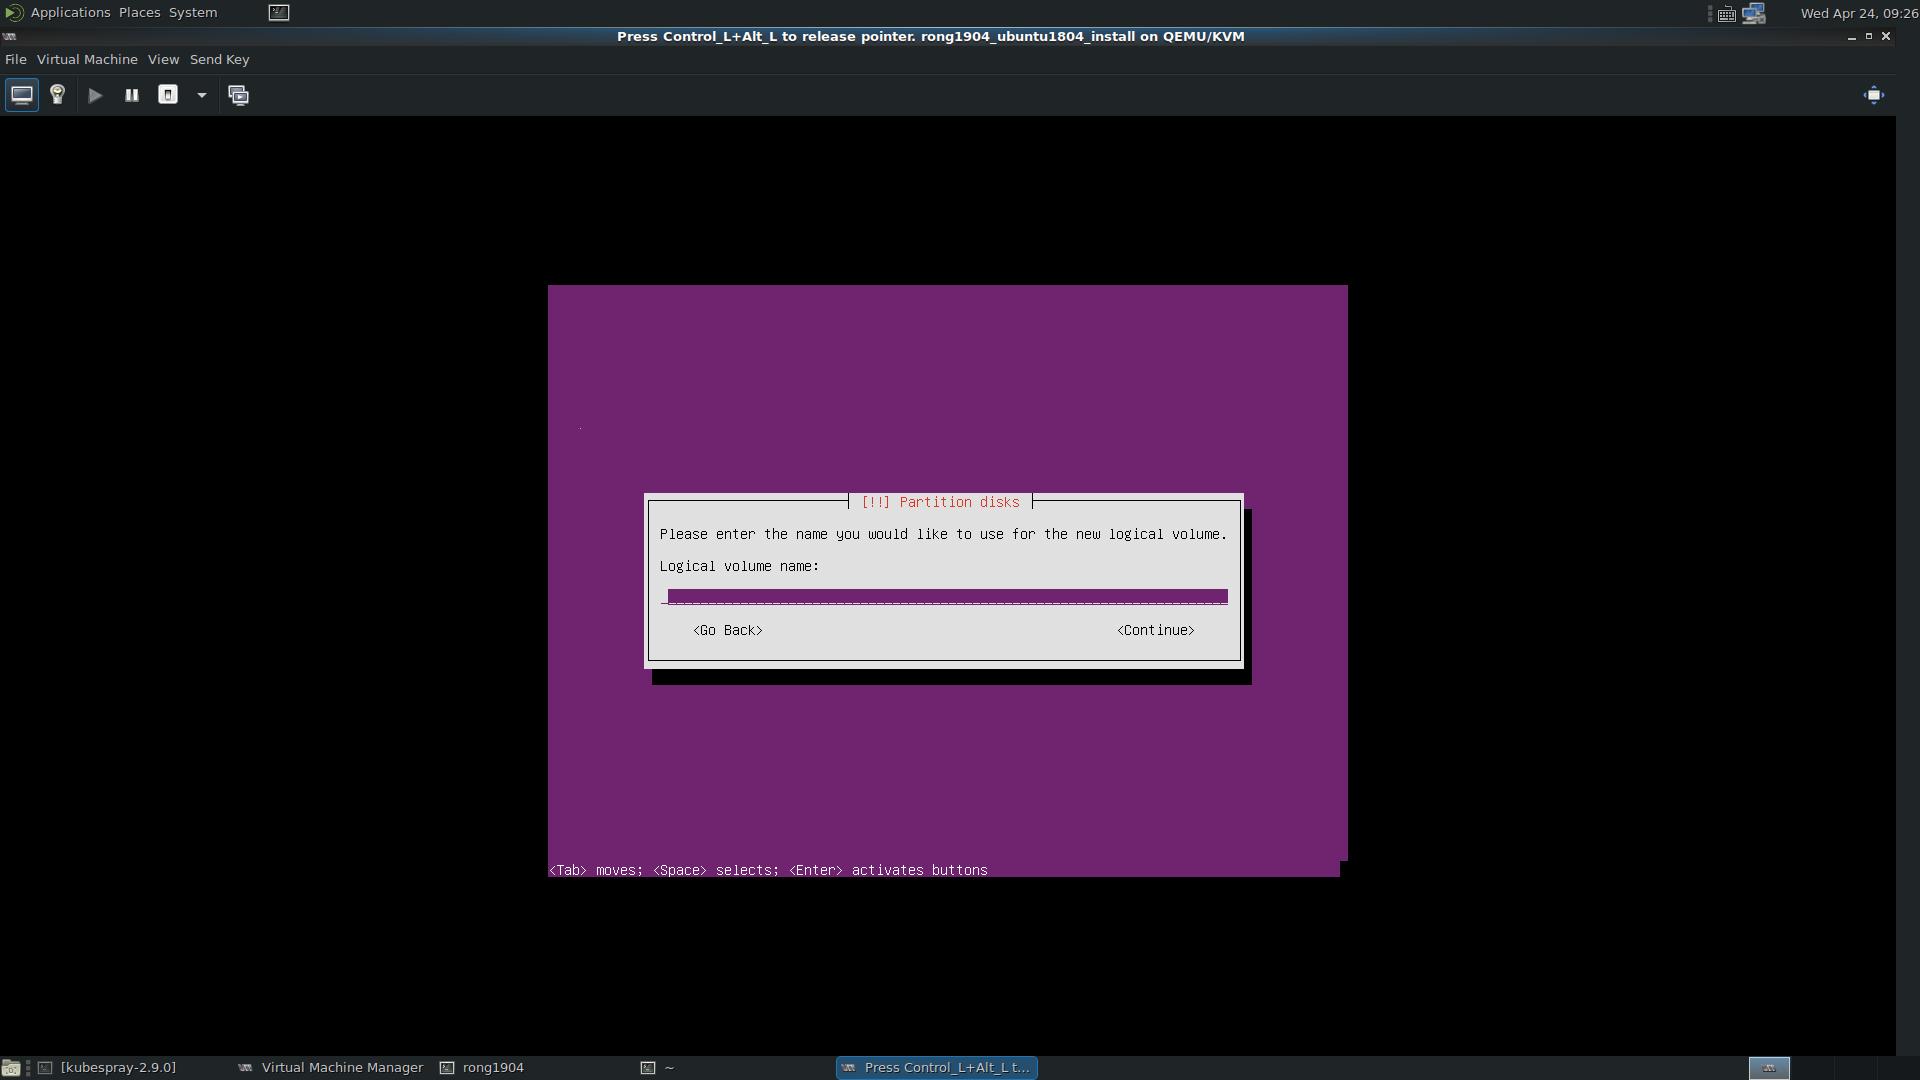 Applications Places System
Wed Apr 24, 09:26
Press Control_L+Alt_L to release pointer. rong1904_ubuntu1804_install on QEMU/KVM
File Virtual Machine View Send Key
[!!] Partition disks
Please enter the name you would like to use for the new logical volume.
Logical volume name:
<Go Back> <Continue>
<Tab> moves; <Space> selects; <Enter> activates buttons
[kubespray-2.9.0] Virtual Machine Manager rong1904 ~ Press Control_L+Alt_L t...